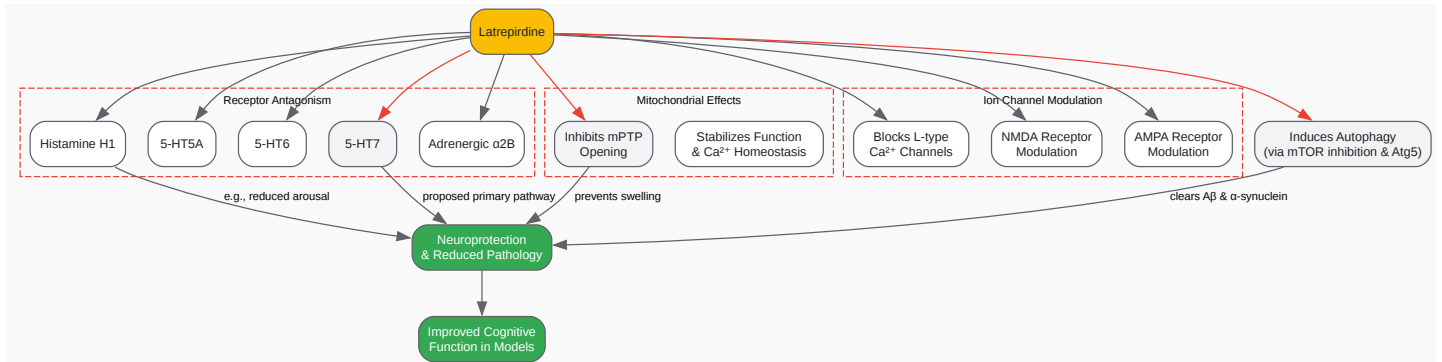 Latrepirdine
Receptor Antagonism
Mitochondrial Effects
Ion Channel Modulation
Histamine H1
5-HT5A
5-HT6
5-HT7
Adrenergic α2B
Inhibits mPTP
Opening
Stabilizes Function
& Ca²⁺ Homeostasis
Blocks L-type
Ca²⁺ Channels
NMDA Receptor
Modulation
AMPA Receptor
Modulation
Induces Autophagy
(via mTOR inhibition & Atg5)
e.g., reduced arousal
proposed primary pathway
prevents swelling
clears Aβ & α-synuclein
Neuroprotection
& Reduced Pathology
Improved Cognitive
Function in Models